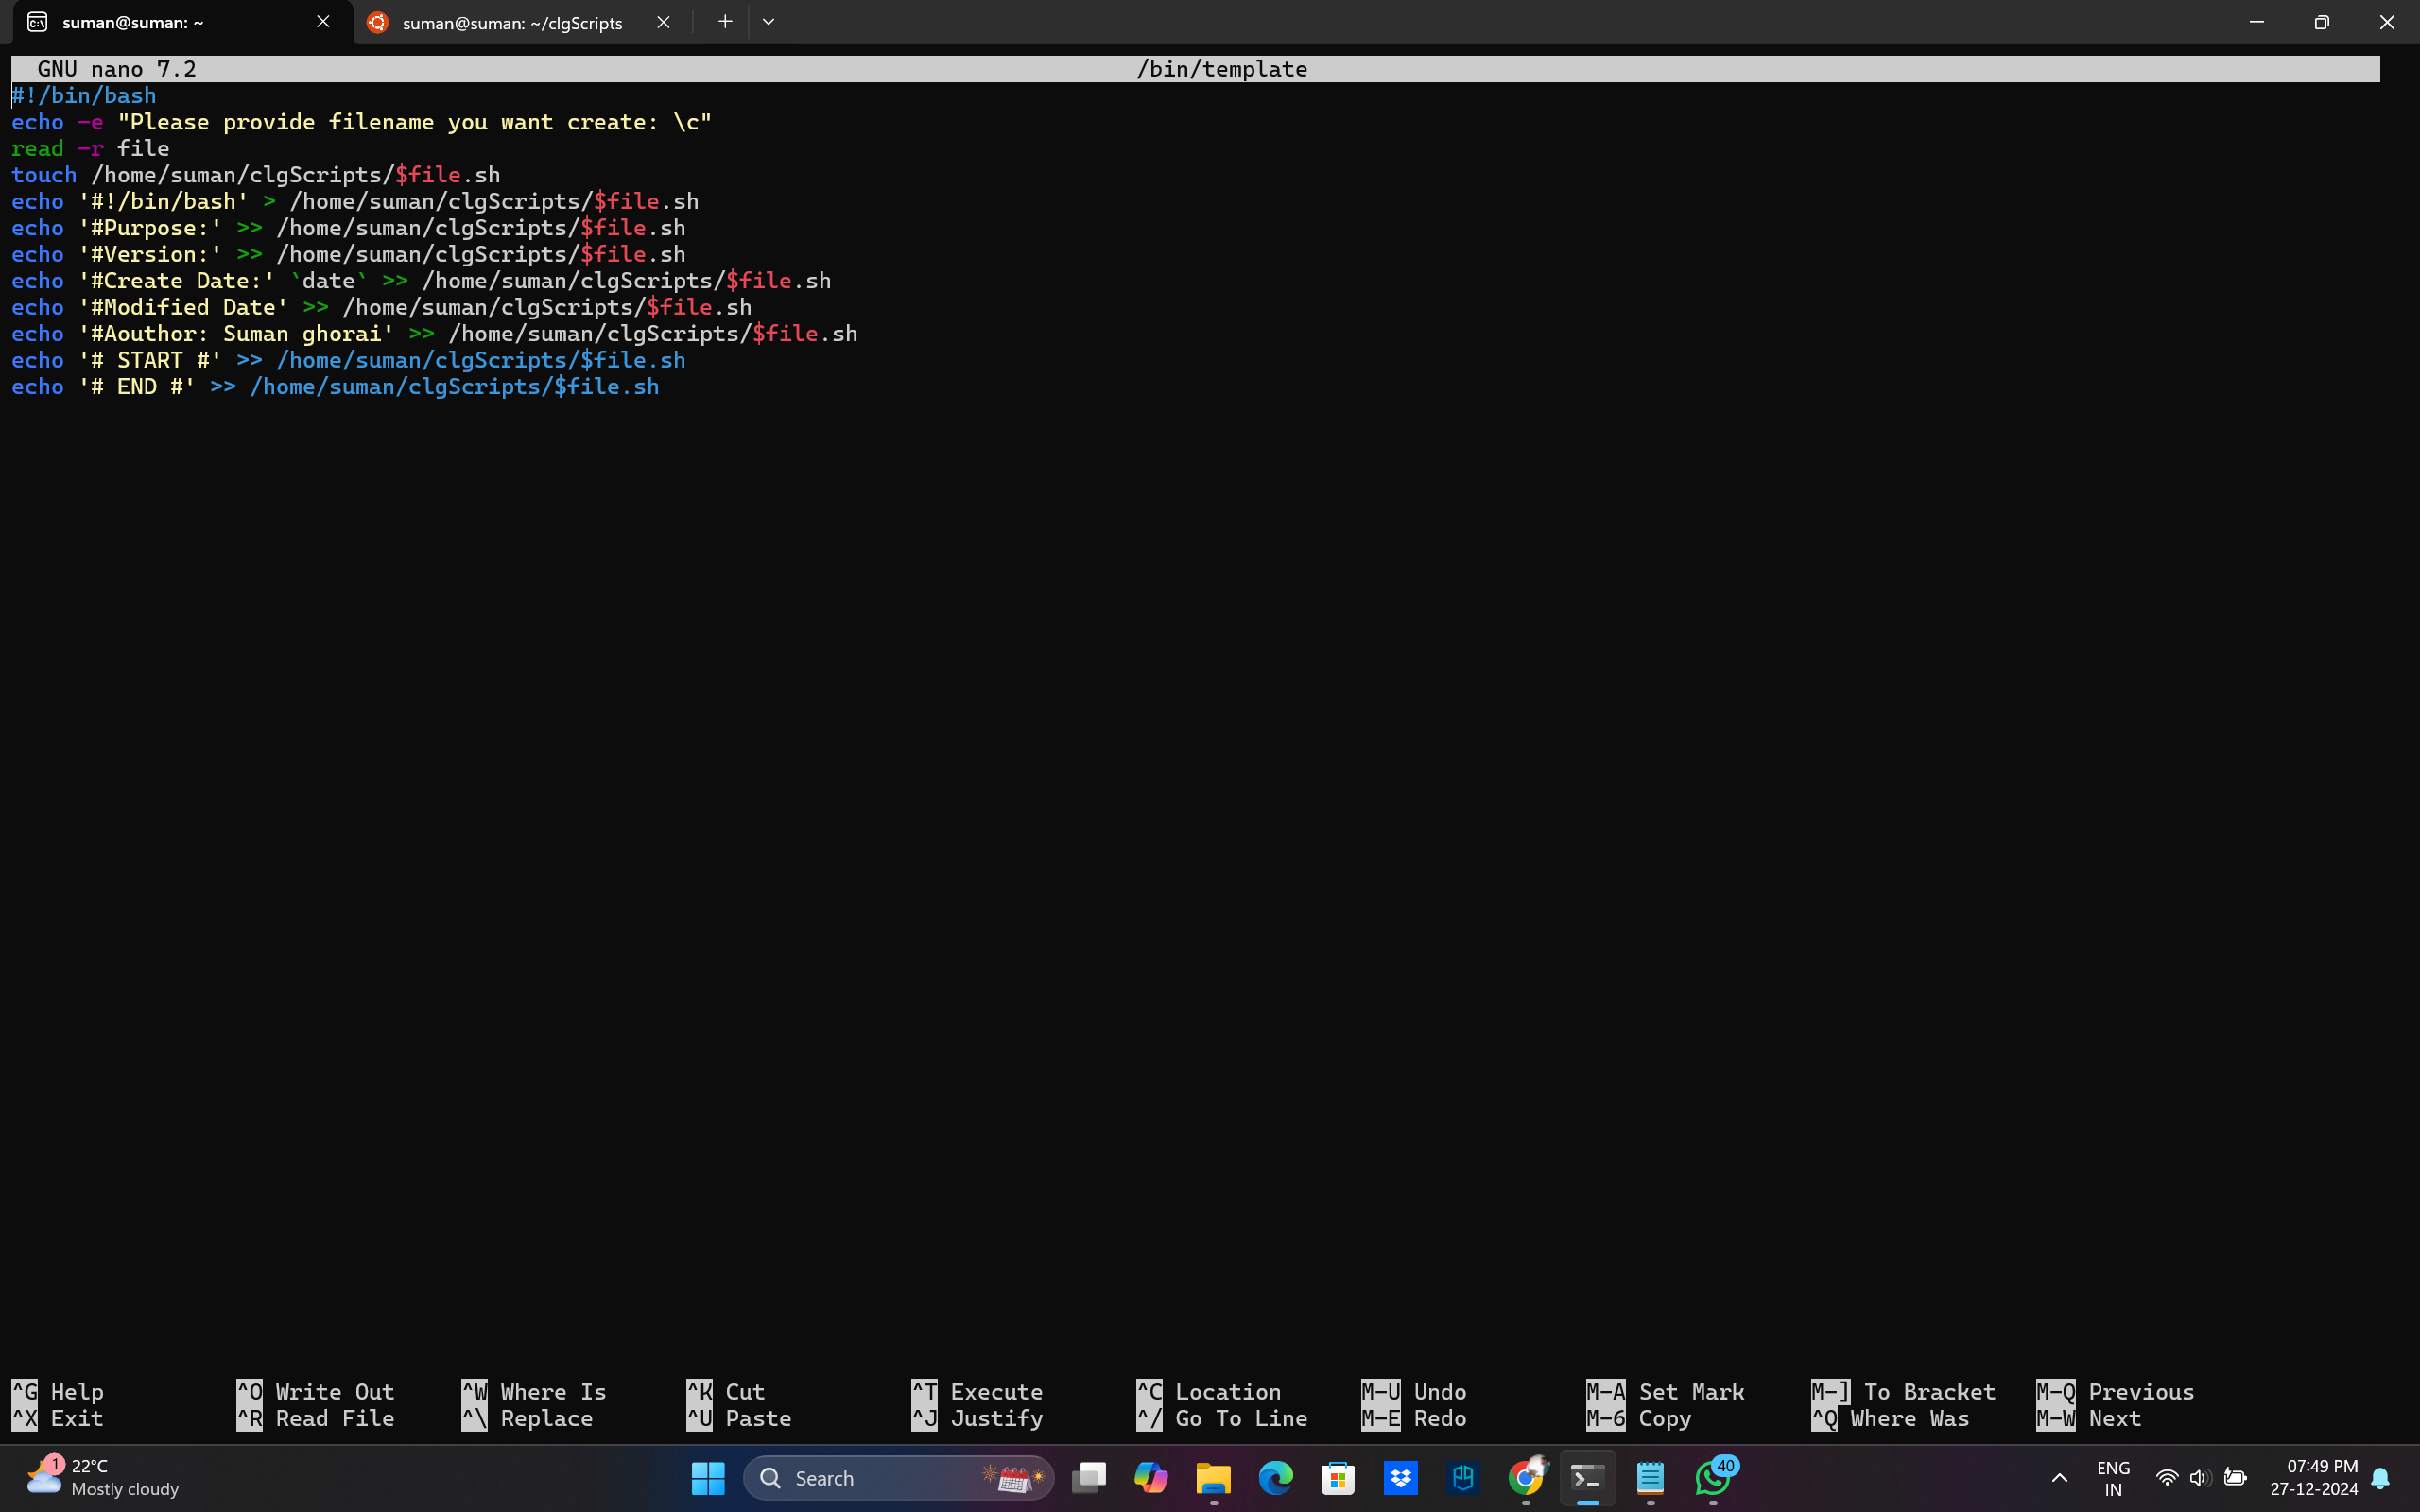 suman@suman: ~
suman@suman: ~/clgScripts
GNU nano 7.2 /bin/template
#!/bin/bash
echo -e "Please provide filename you want create: \c"
read -r file
touch /home/suman/clgScripts/$file.sh
echo '#!/bin/bash' > /home/suman/clgScripts/$file.sh
echo '#Purpose:' >> /home/suman/clgScripts/$file.sh
echo '#Version:' >> /home/suman/clgScripts/$file.sh
echo '#Create Date:' `date` >> /home/suman/clgScripts/$file.sh
echo '#Modified Date' >> /home/suman/clgScripts/$file.sh
echo '#Aouthor: Suman ghorai' >> /home/suman/clgScripts/$file.sh
echo '# START #' >> /home/suman/clgScripts/$file.sh
echo '# END #' >> /home/suman/clgScripts/$file.sh
^G Help ^O Write Out ^W Where Is ^K Cut ^T Execute ^C Location M-U Undo M-A Set Mark M-] To Bracket M-Q Previous
^X Exit ^R Read File ^\ Replace ^U Paste ^J Justify ^/ Go To Line M-E Redo M-6 Copy ^Q Where Was M-W Next
1
22°C
Mostly cloudy
Search
40
ENG
IN
07:49 PM
27-12-2024